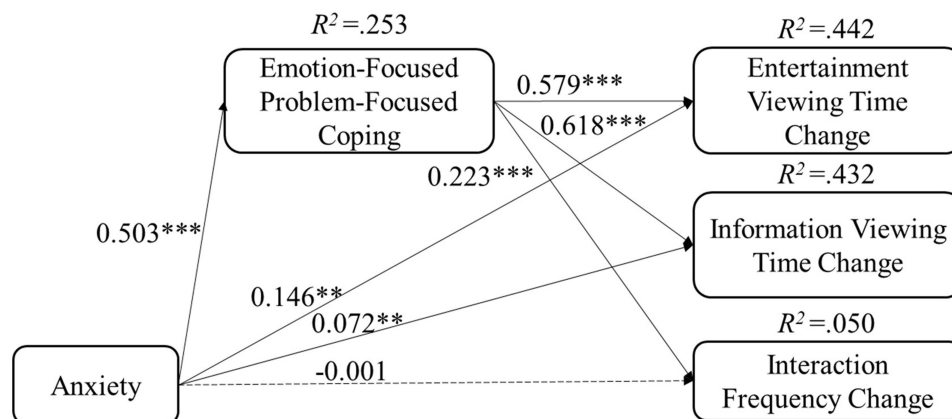 R² =.253
Emotion-Focused
Problem-Focused
Coping
R² =.442
Entertainment
Viewing Time
Change
0.579***
0.618***
0.223***
R² =.432
Information Viewing
Time Change
0.503***
0.146**
0.072**
-0.001
R² =.050
Interaction
Frequency Change
Anxiety